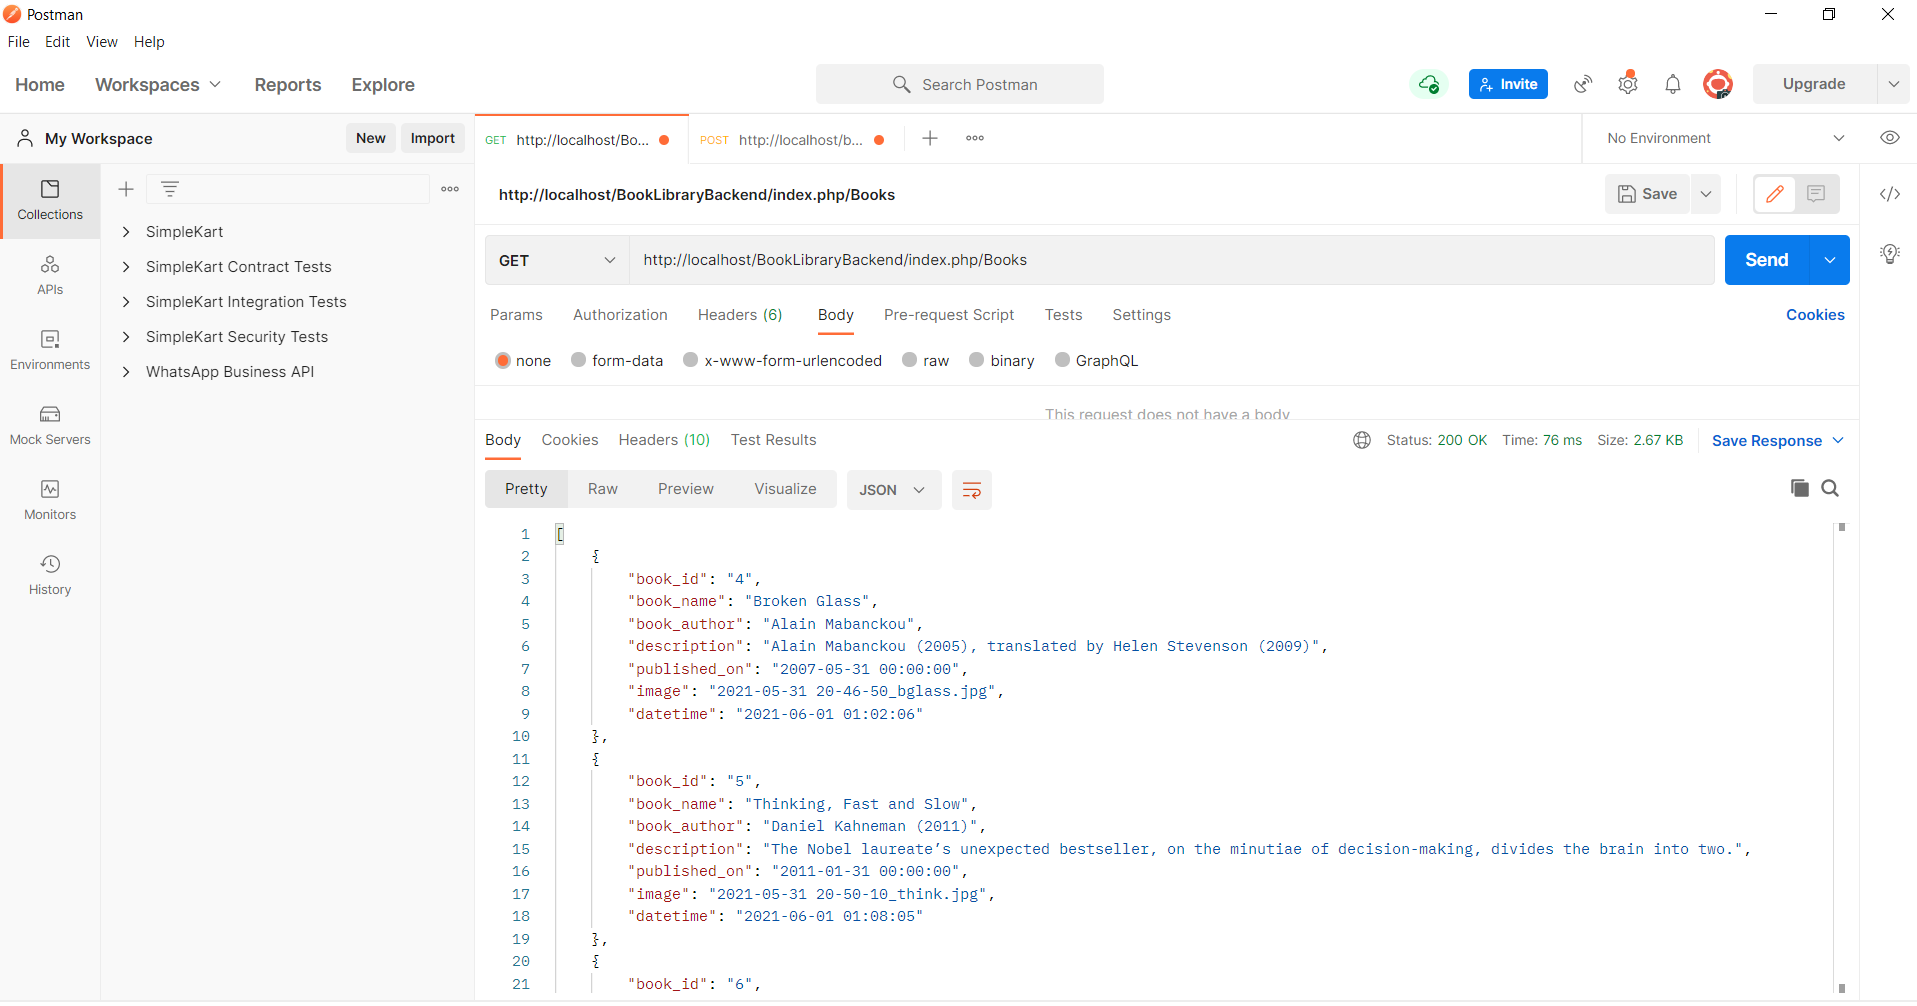 Postman
File Edit View Help
Home Workspaces Reports Explore Search Postman Invite Upgrade
My Workspace New Import
GET http://localhost/Bo... POST http://localhost/b... No Environment
Collections
APIs
Environments
Mock Servers
Monitors
History
SimpleKart
SimpleKart Contract Tests
SimpleKart Integration Tests
SimpleKart Security Tests
WhatsApp Business API
http://localhost/BookLibraryBackend/index.php/Books Save
GET http://localhost/BookLibraryBackend/index.php/Books Send
Params Authorization Headers (6) Body Pre-request Script Tests Settings Cookies
none form-data x-www-form-urlencoded raw binary GraphQL
This request does not have a body
Body Cookies Headers (10) Test Results Status: 200 OK Time: 76 ms Size: 2.67 KB Save Response
Pretty Raw Preview Visualize JSON
1 [
2 {
3 "book_id": "4",
4 "book_name": "Broken Glass",
5 "book_author": "Alain Mabanckou",
6 "description": "Alain Mabanckou (2005), translated by Helen Stevenson (2009)",
7 "published_on": "2007-05-31 00:00:00",
8 "image": "2021-05-31 20-46-50_bglass.jpg",
9 "datetime": "2021-06-01 01:02:06"
10 },
11 {
12 "book_id": "5",
13 "book_name": "Thinking, Fast and Slow",
14 "book_author": "Daniel Kahneman (2011)",
15 "description": "The Nobel laureate’s unexpected bestseller, on the minutiae of decision-making, divides the brain into two.",
16 "published_on": "2011-01-31 00:00:00",
17 "image": "2021-05-31 20-50-10_think.jpg",
18 "datetime": "2021-06-01 01:08:05"
19 },
20 {
21 "book_id": "6",